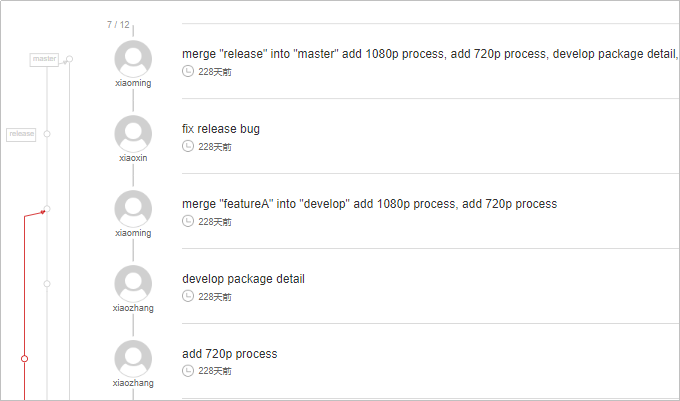 7 / 12
master
merge "release" into "master" add 1080p process, add 720p process, develop package detail,
228天前
xiaoming
release
fix release bug
228天前
xiaoxin
merge "featureA" into "develop" add 1080p process, add 720p process
228天前
xiaoming
develop package detail
228天前
xiaozhang
add 720p process
228天前
xiaozhang